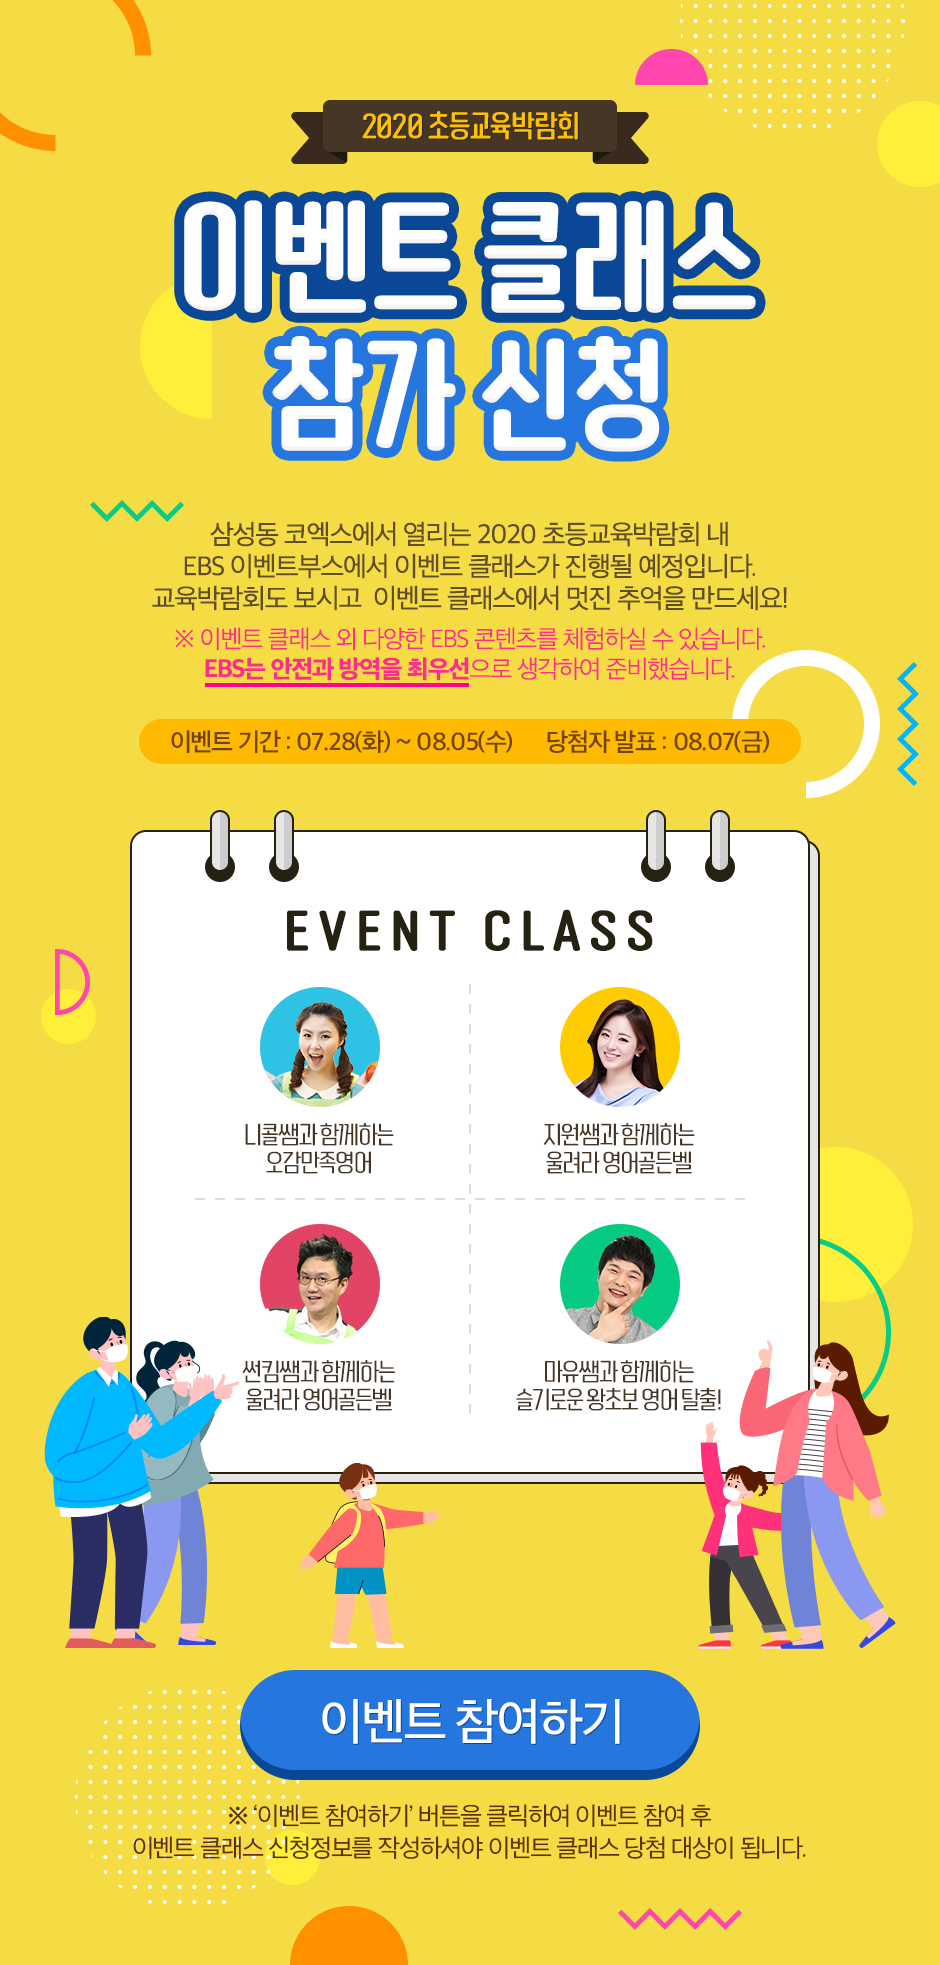 2020 초등교육박람회
이벤트 클래스
참가 신청
삼성동 코엑스에서 열리는 2020 초등교육박람회 내
EBS 이벤트부스에서 이벤트 클래스가 진행될 예정입니다.
교육박람회도 보시고 이벤트 클래스에서 멋진 추억을 만드세요!
※ 이벤트 클래스 외 다양한 EBS 콘텐츠를 체험하실 수 있습니다.
EBS는 안전과 방역을 최우선으로 생각하여 준비했습니다.
이벤트 기간 : 07.28(화) ~ 08.05(수) 당첨자 발표 : 08.07(금)
EVENT CLASS
니콜쌤과 함께하는
오감만족영어
지원쌤과 함께하는
울려라 영어골든벨
썬킴쌤과 함께하는
울려라 영어골든벨
마유쌤과 함께하는
슬기로운 왕초보 영어 탈출!
이벤트 참여하기
※ ‘이벤트 참여하기’ 버튼을 클릭하여 이벤트 참여 후
이벤트 클래스 신청정보를 작성하셔야 이벤트 클래스 당첨 대상이 됩니다.